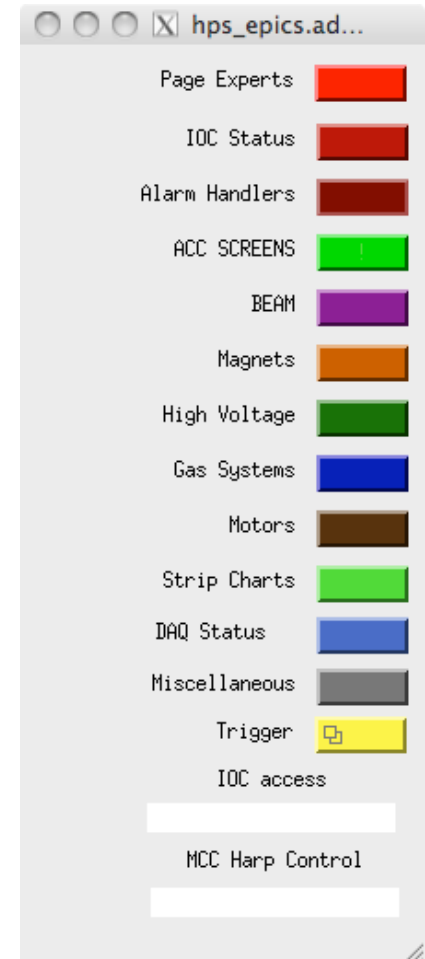 hps_epics.ad...
Page Experts
IOC Status
Alarm Handlers
ACC SCREENS
BEAM
Magnets
High Voltage
Gas Systems
Motors
Strip Charts
DAQ Status
Miscellaneous
Trigger
IOC access
MCC Harp Control